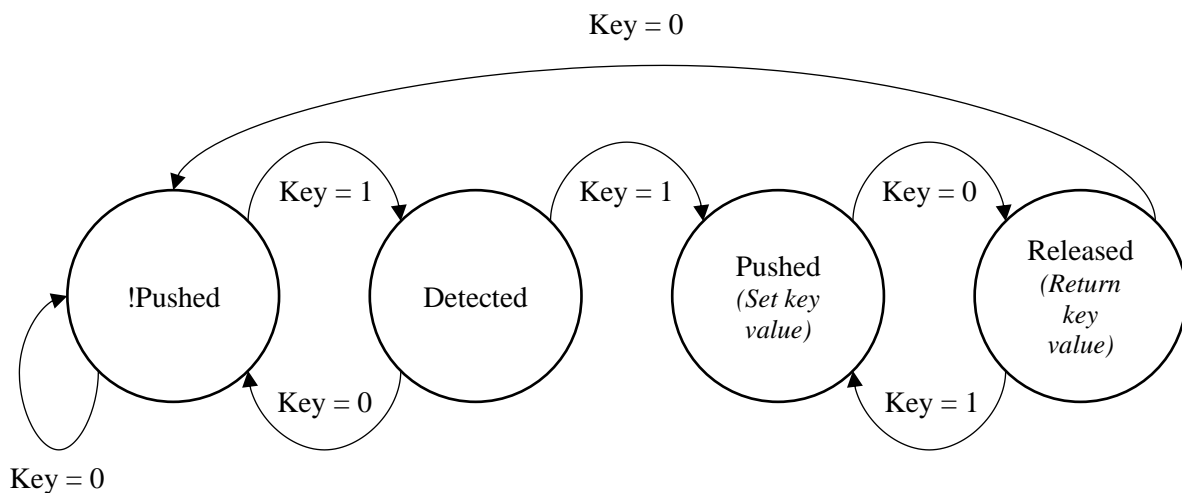 Key = 0
Key = 1
Key = 1
Key = 0
!Pushed
Detected
Pushed
(Set key
value)
Released
(Return
key
value)
Key = 0
Key = 1
Key = 0